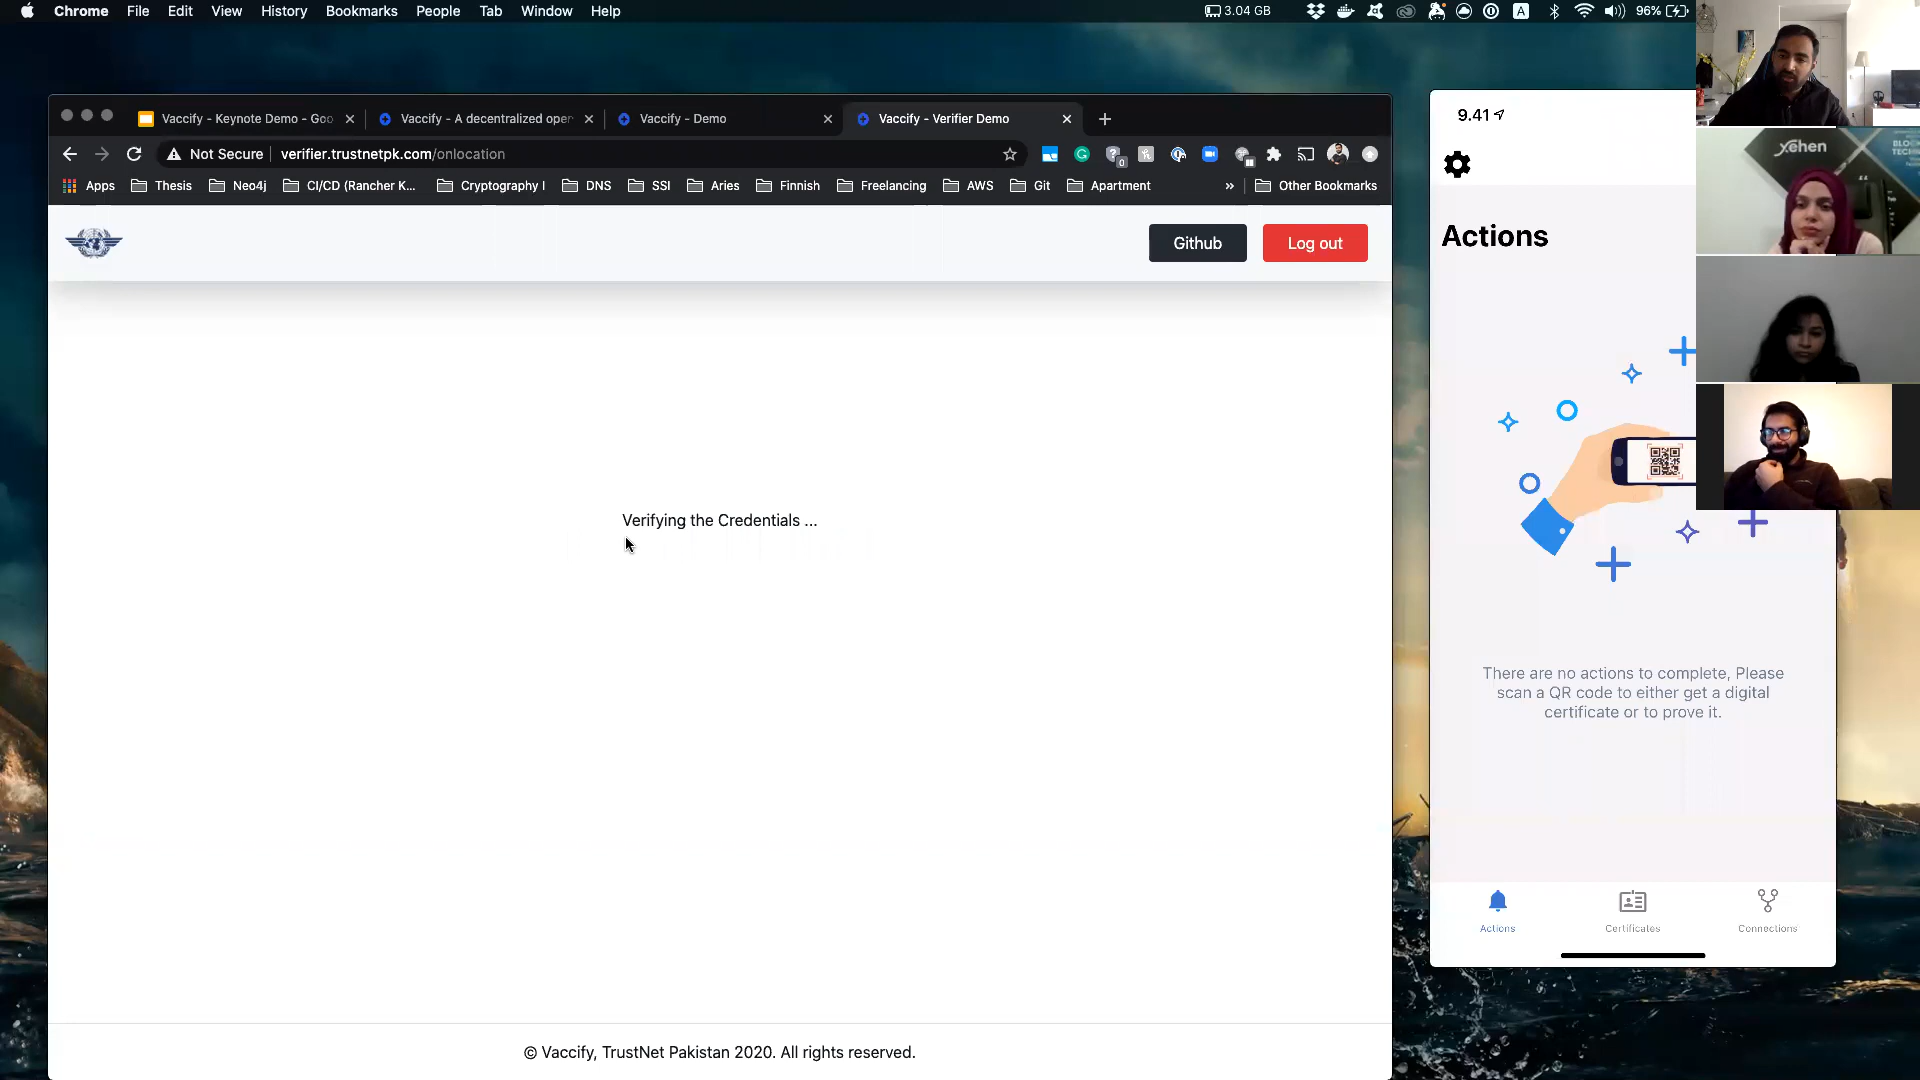 Chrome File Edit View History Bookmarks People Tab Window Help
3.04 GB
A
96%
Vaccify - Keynote Demo - Goo
Vaccify - A decentralized oper
Vaccify - Demo
Vaccify - Verifier Demo
Not Secure | verifier.trustnetpk.com/onlocation
Apps Thesis Neo4j CI/CD (Rancher K... Cryptography I DNS SSI Aries Finnish Freelancing AWS Git Apartment » Other Bookmarks
Github
Log out
Verifying the Credentials ...
© Vaccify, TrustNet Pakistan 2020. All rights reserved.
9.41
Actions
There are no actions to complete, Please
scan a QR code to either get a digital
certificate or to prove it.
Actions Certificates Connections
xehen